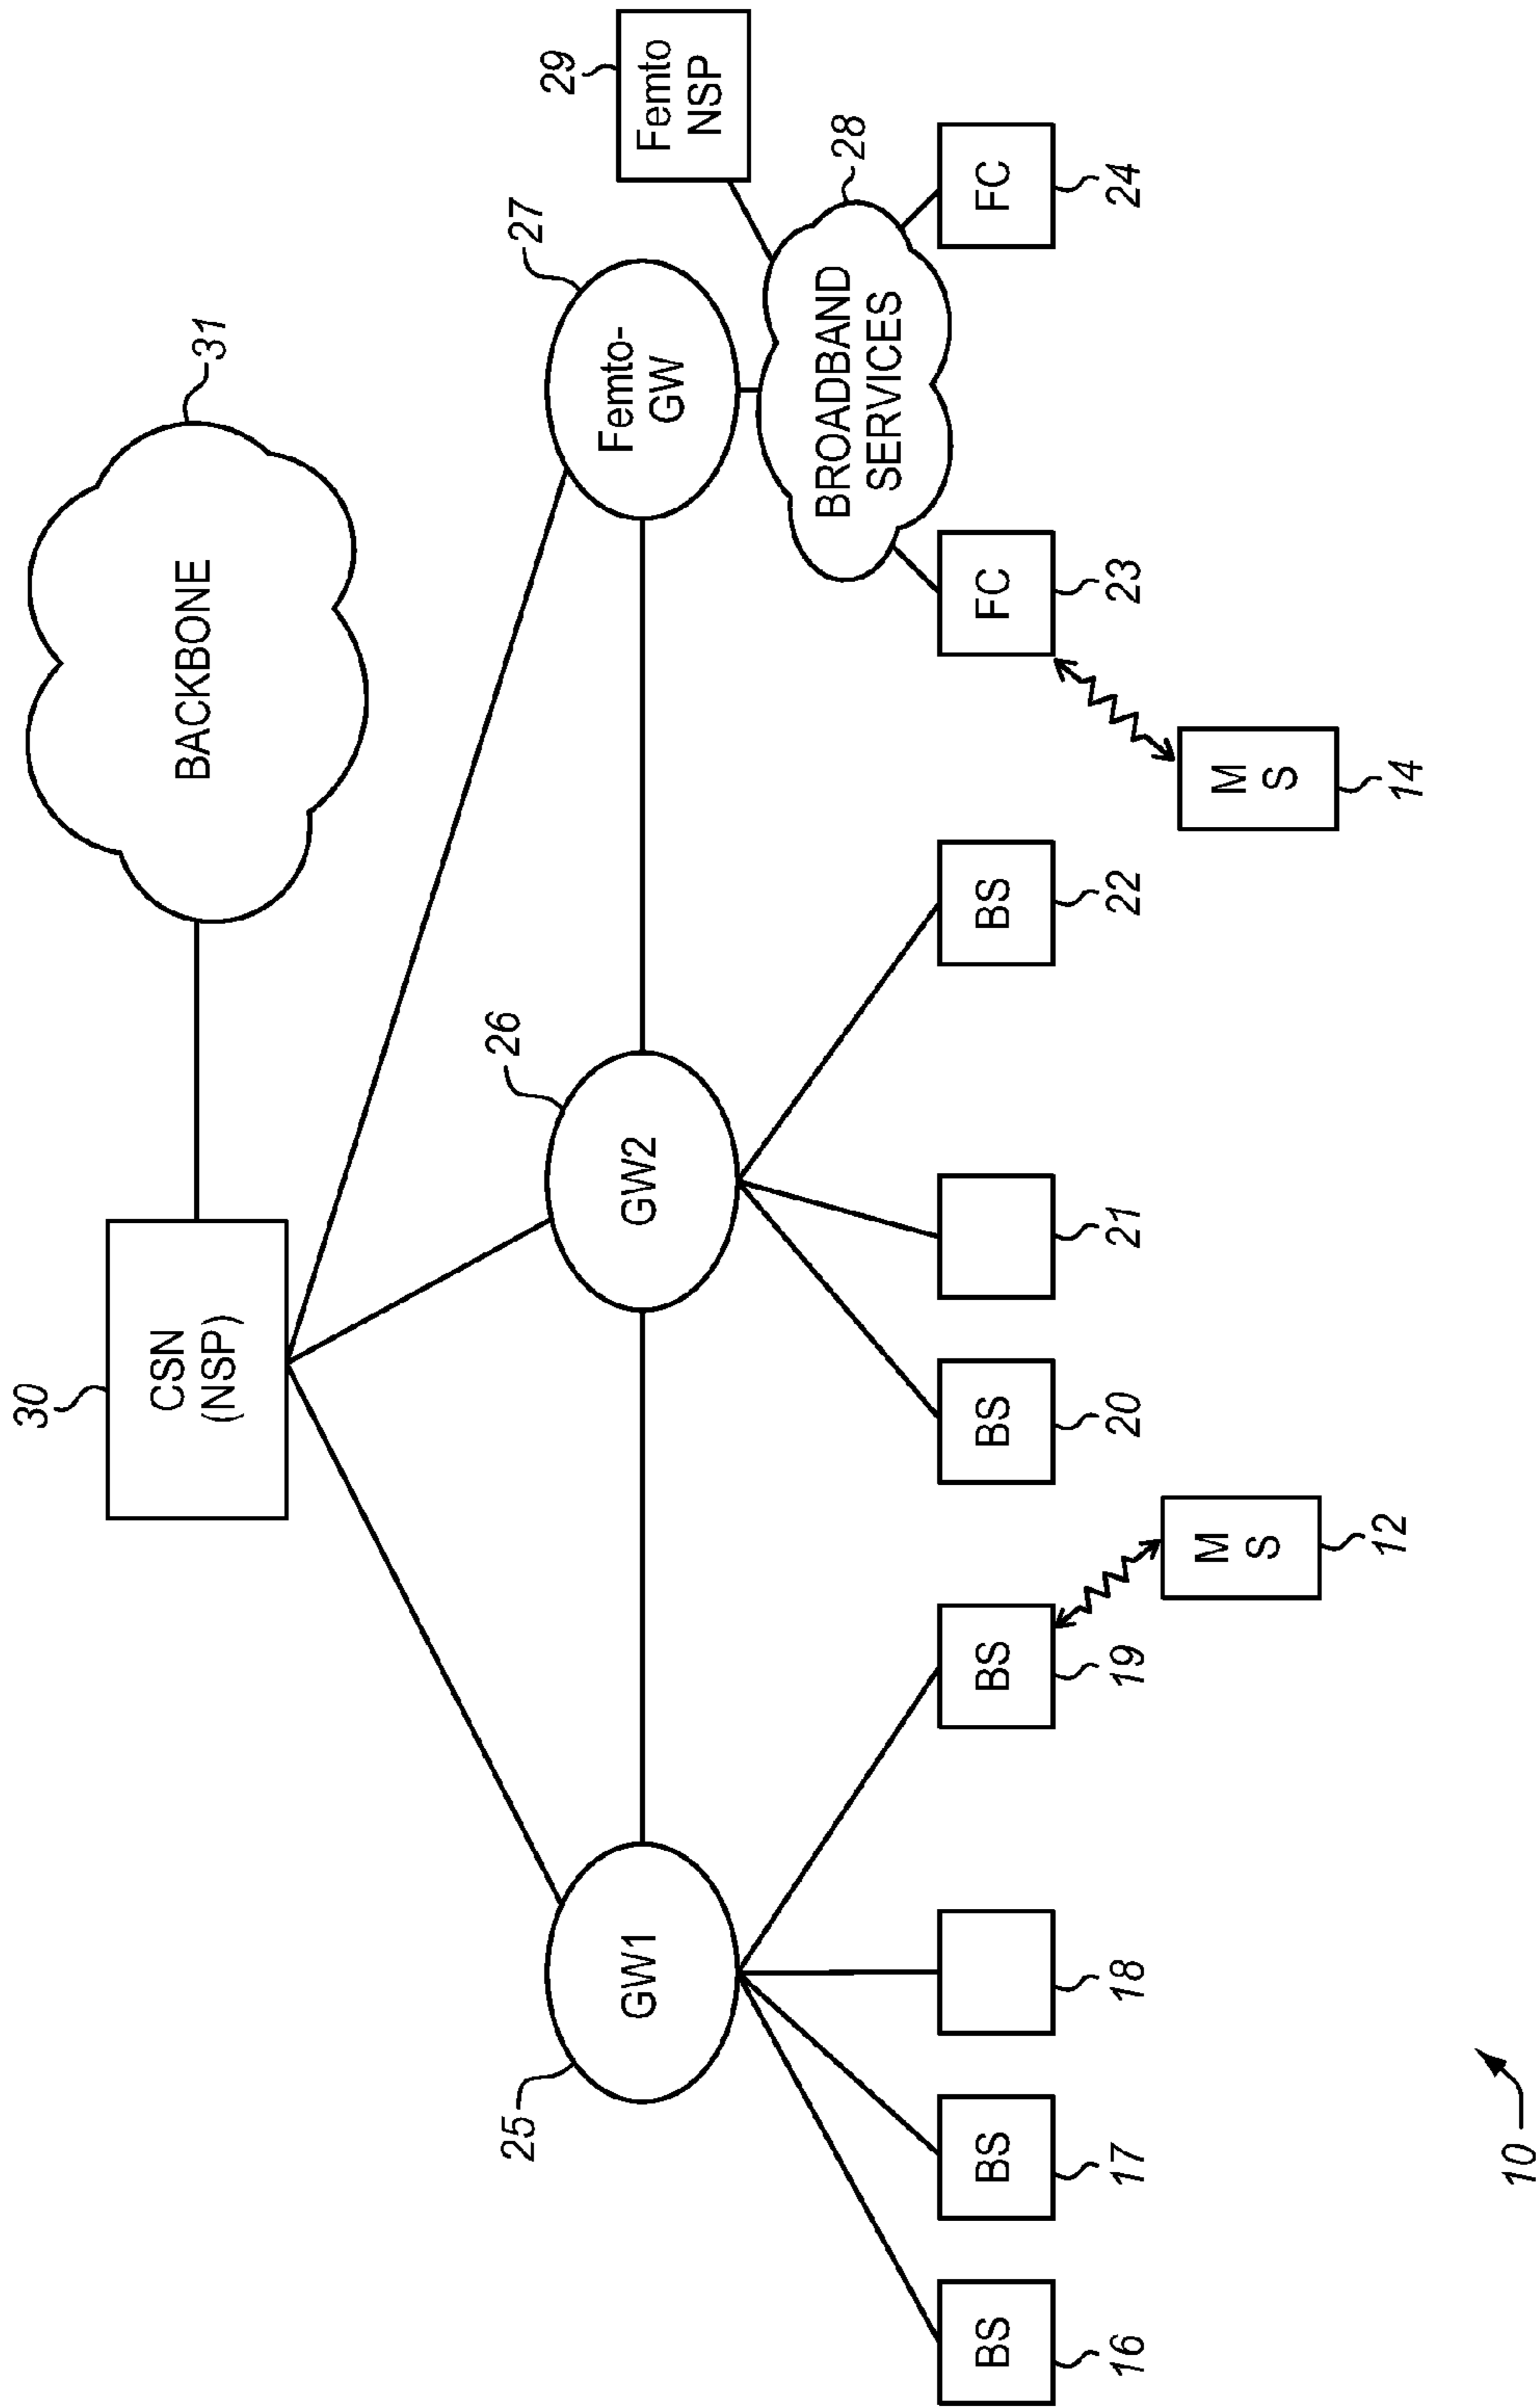 31
BACKBONE
30
CSN
(NSP)
29
Femto
NSP
27
Femto-
GW
26
GW2
25
GW1
28
BROADBAND
SERVICES
BS
16
BS
17
18
BS
19
BS
20
21
BS
22
FC
23
FC
24
M
S
12
M
S
14
10